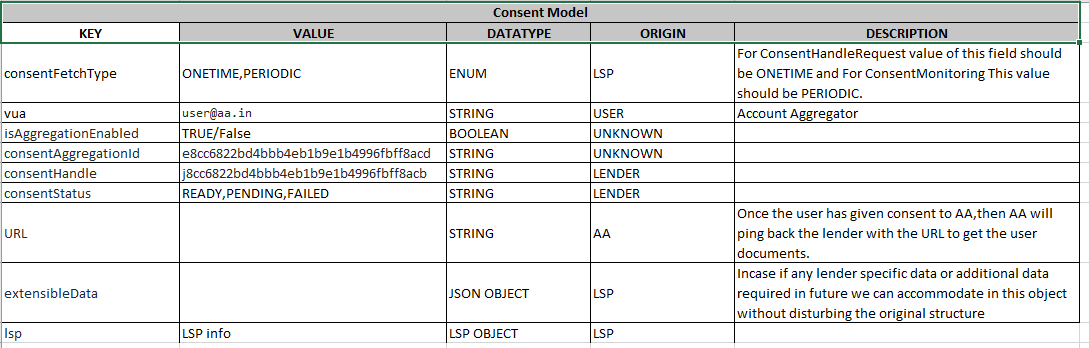 Consent Model
KEY VALUE DATATYPE ORIGIN DESCRIPTION
consentFetchType ONETIME,PERIODIC ENUM LSP For ConsentHandleRequest value of this field should
be ONETIME and For ConsentMonitoring This value
should be PERIODIC.
vua user@aa.in STRING USER Account Aggregator
isAggregationEnabled TRUE/False BOOLEAN UNKNOWN
consentAggregationId e8cc6822bd4bbb4eb1b9e1b4996fbff8acd STRING UNKNOWN
consentHandle j8cc6822bd4bbb4eb1b9e1b4996fbff8acb STRING LENDER
consentStatus READY,PENDING,FAILED STRING LENDER
URL STRING AA Once the user has given consent to AA,then AA will
ping back the lender with the URL to get the user
documents.
extensibleData JSON OBJECT LSP Incase if any lender specific data or additional data
required in future we can accommodate in this object
without disturbing the original structure
lsp LSP info LSP OBJECT LSP